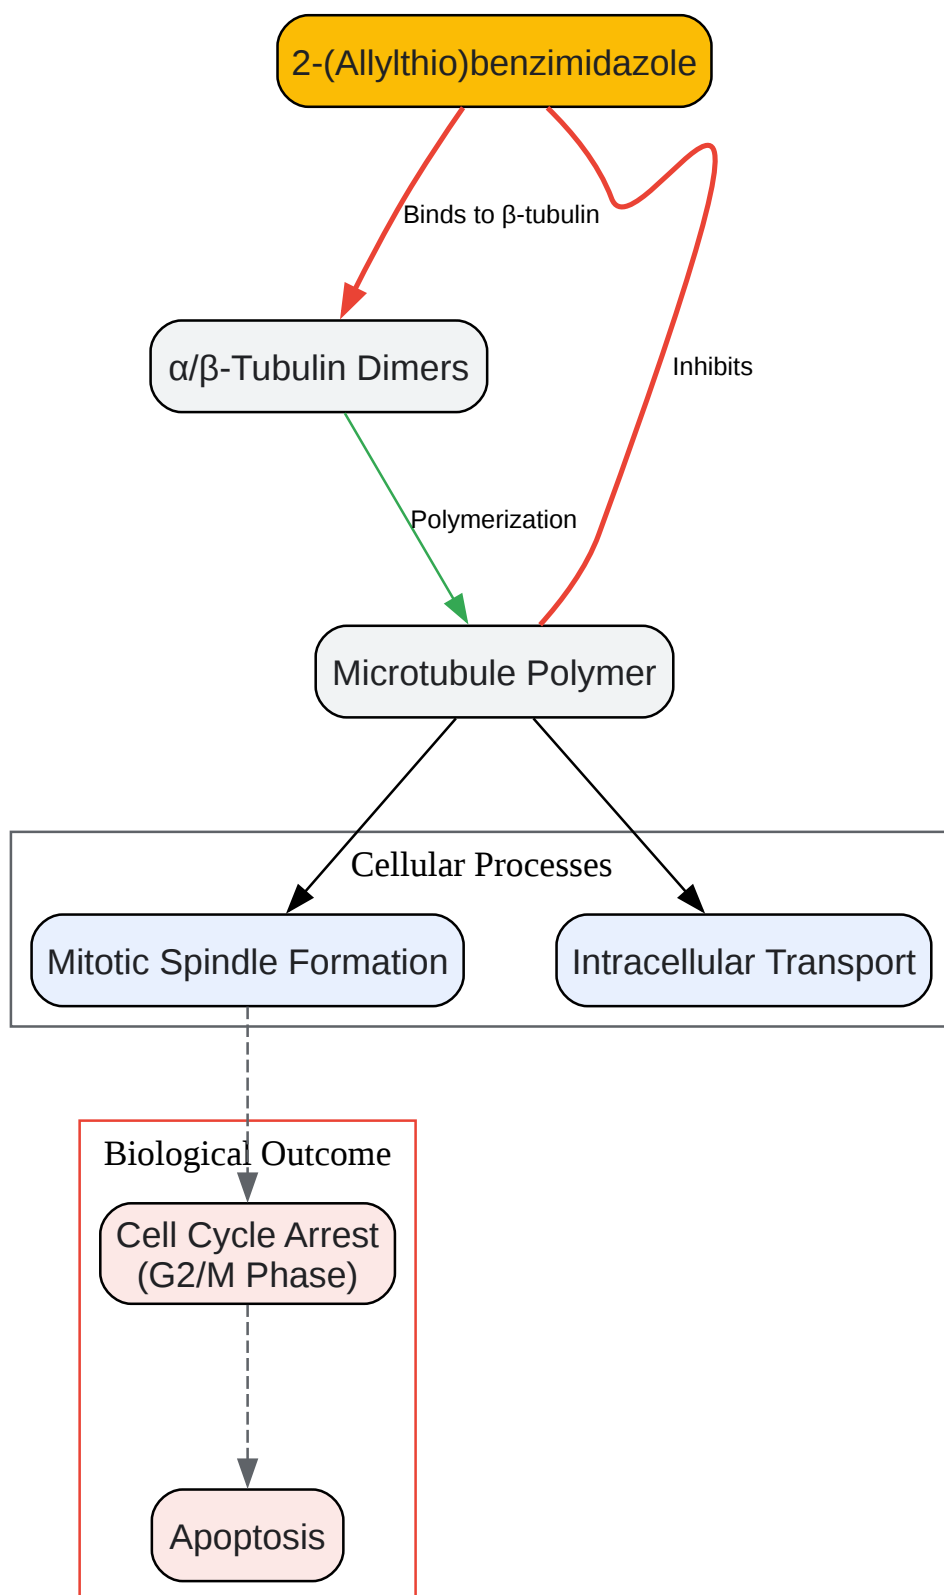 2-(Allylthio)benzimidazole
Binds to β-tubulin
α/β-Tubulin Dimers
Inhibits
Polymerization
Microtubule Polymer
Cellular Processes
Mitotic Spindle Formation
Intracellular Transport
Biological Outcome
Cell Cycle Arrest
(G2/M Phase)
Apoptosis